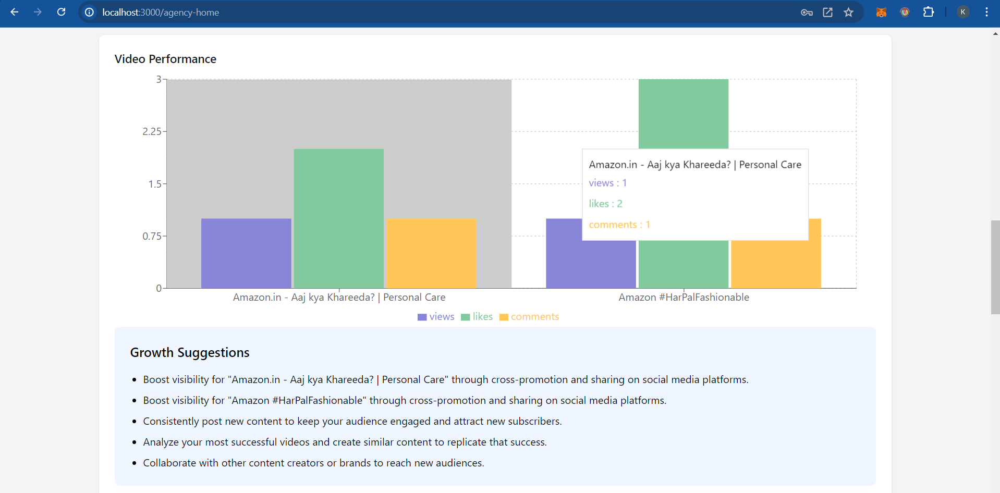 localhost:3000/agency-home
K
Video Performance
3
2.25
1.5
0.75
0
Amazon.in - Aaj kya Khareeda? | Personal Care
views : 1
likes : 2
comments : 1
Amazon.in - Aaj kya Khareeda? | Personal Care
Amazon #HarPalFashionable
views likes comments
Growth Suggestions
• Boost visibility for "Amazon.in - Aaj kya Khareeda? | Personal Care" through cross-promotion and sharing on social media platforms.
• Boost visibility for "Amazon #HarPalFashionable" through cross-promotion and sharing on social media platforms.
• Consistently post new content to keep your audience engaged and attract new subscribers.
• Analyze your most successful videos and create similar content to replicate that success.
• Collaborate with other content creators or brands to reach new audiences.